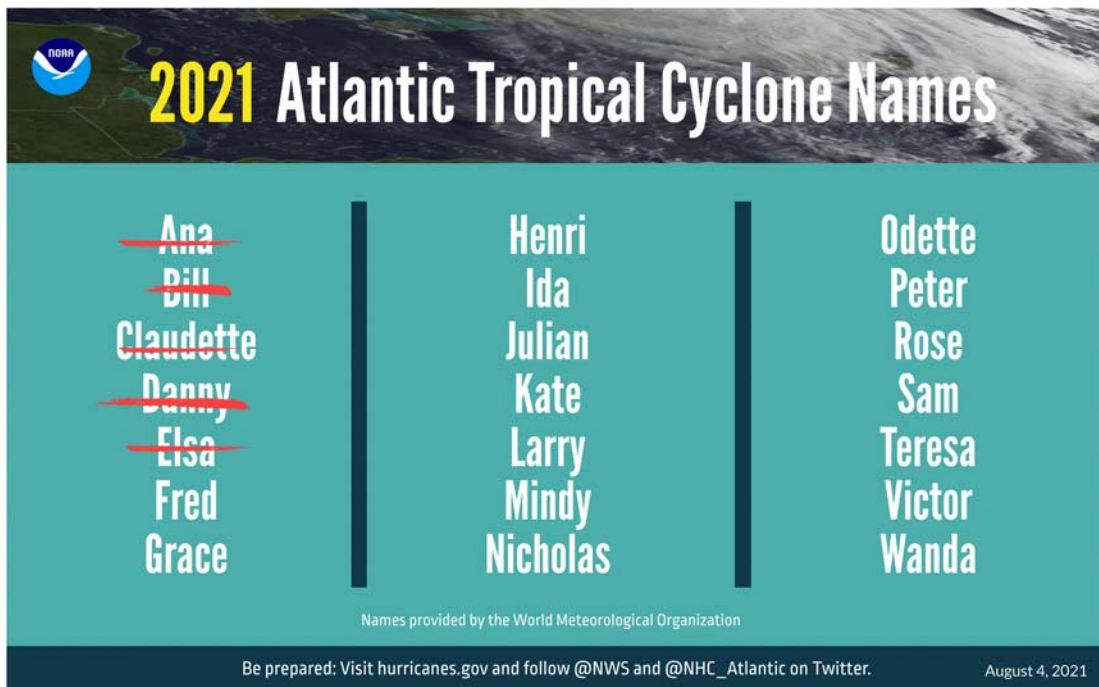 NOAA
2021 Atlantic Tropical Cyclone Names
Ana
Bill
Claudette
Danny
Elsa
Fred
Grace
Henri
Ida
Julian
Kate
Larry
Mindy
Nicholas
Odette
Peter
Rose
Sam
Teresa
Victor
Wanda
Names provided by the World Meteorological Organization
Be prepared: Visit hurricanes.gov and follow @NWS and @NHC_Atlantic on Twitter.
August 4, 2021